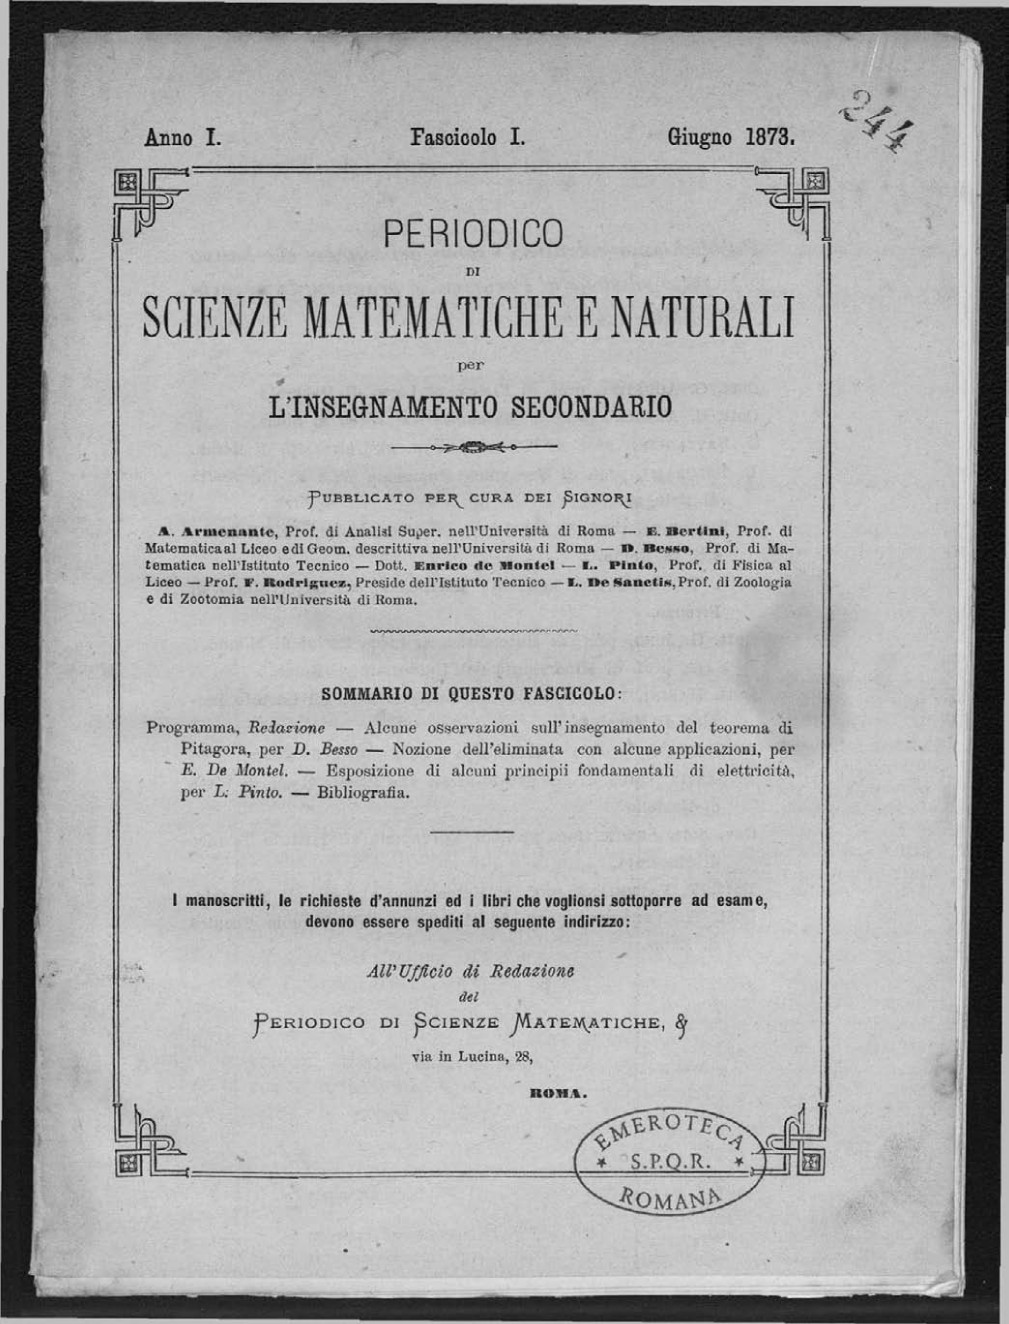 244
Anno I. Fascicolo I. Giugno 1873.
PERIODICO
DI
SCIENZE MATEMATICHE E NATURALI
per
L'INSEGNAMENTO SECONDARIO
PUBBLICATO PER CURA DEI SIGNORI
A. Armenante, Prof. di Analisi Super. nell'Università di Roma — E. Bertini, Prof. di
Matematica al Liceo e di Geom. descrittiva nell'Università di Roma — D. Besso, Prof. di Ma-
tematica nell'Istituto Tecnico — Dott. Enrico de Montel — L. Pinto, Prof. di Fisica al
Liceo — Prof. F. Rodriguez, Preside dell'Istituto Tecnico — L. De Sanctis, Prof. di Zoologia
e di Zootomia nell'Università di Roma.
SOMMARIO DI QUESTO FASCICOLO:
Programma, Redazione — Alcune osservazioni sull'insegnamento del teorema di
Pitagora, per D. Besso — Nozione dell'eliminata con alcune applicazioni, per
E. De Montel. — Esposizione di alcuni principii fondamentali di elettricità,
per L. Pinto. — Bibliografia.
I manoscritti, le richieste d'annunzi ed i libri che voglionsi sottoporre ad esame,
devono essere spediti al seguente indirizzo:
All'Ufficio di Redazione
del
PERIODICO DI SCIENZE MATEMATICHE, &
via in Lucina, 28,
ROMA.
EMEROTECA
* S.P.Q.R. *
ROMANA